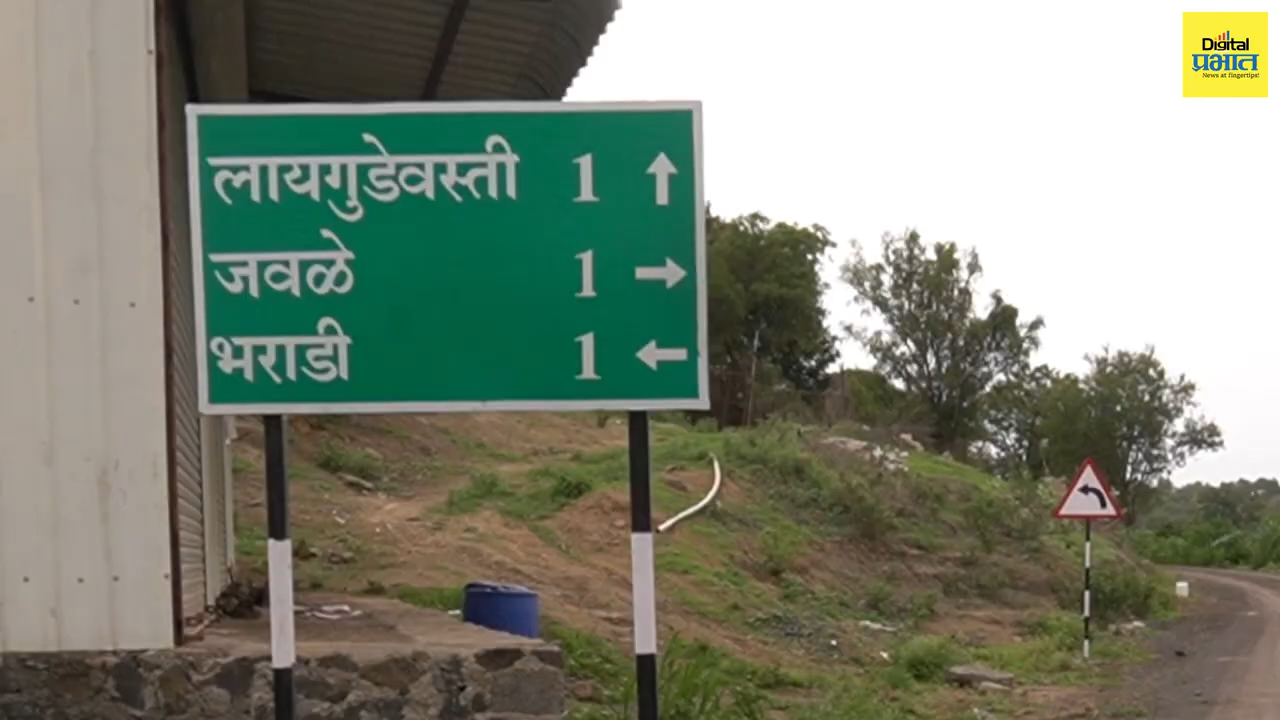 लायगुडेवस्ती 1 ↑
जवळे 1 →
भराडी 1 ←
Digital
प्रभात
News at fingertips!